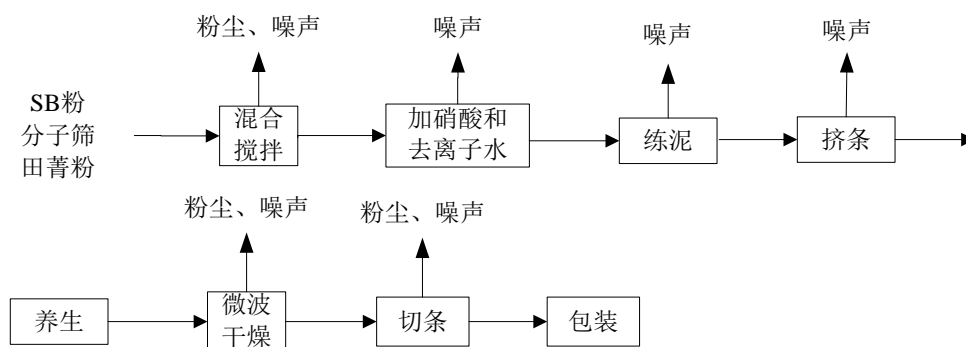 粉尘、噪声
噪声
噪声
噪声
SB粉
分子筛
田菁粉
混合
搅拌
加硝酸和
去离子水
练泥
挤条
粉尘、噪声
粉尘、噪声
养生
微波
干燥
切条
包装